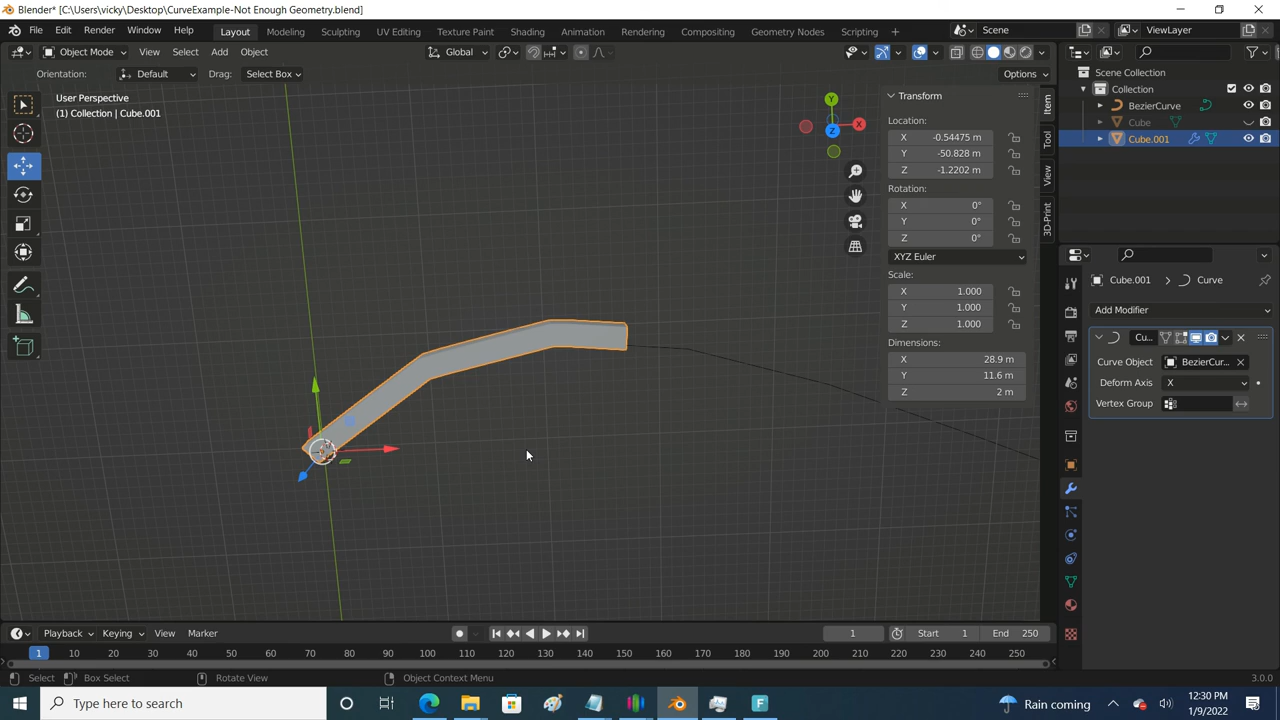 Blender* [C:\Users\vicky\Desktop\CurveExample-Not Enough Geometry.blend]
File Edit Render Window Help Layout Modeling Sculpting UV Editing Texture Paint Shading Animation Rendering Compositing Geometry Nodes Scripting Scene ViewLayer
Object Mode View Select Add Object Global
Orientation: Default Drag: Select Box Options
User Perspective
(1) Collection | Cube.001
Transform
Location:
X -0.54475 m
Y -50.828 m
Z -1.2202 m
Rotation:
X 0°
Y 0°
Z 0°
XYZ Euler
Scale:
X 1.000
Y 1.000
Z 1.000
Dimensions:
X 28.9 m
Y 11.6 m
Z 2 m
Item
Tool
View
3D-Print
Y
X
Z
Scene Collection
Collection
BezierCurve
Cube
Cube.001
Cube.001 > Curve
Add Modifier
Cu...
Curve Object BezierCur...
Deform Axis X
Vertex Group
Playback Keying View Marker 1 Start 1 End 250
1 10 20 30 40 50 60 70 80 90 100 110 120 130 140 150 160 170 180 190 200 210 220 230 240 250
Select Box Select Rotate View Object Context Menu 3.0.0
Type here to search Rain coming 12:30 PM
1/9/2022